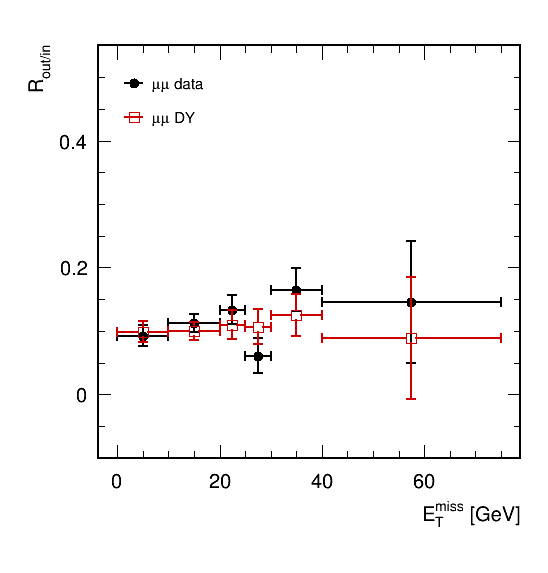 R_out/in
μμ data
μμ DY
0.4
0.2
0
0 20 40 60
E_T^miss [GeV]